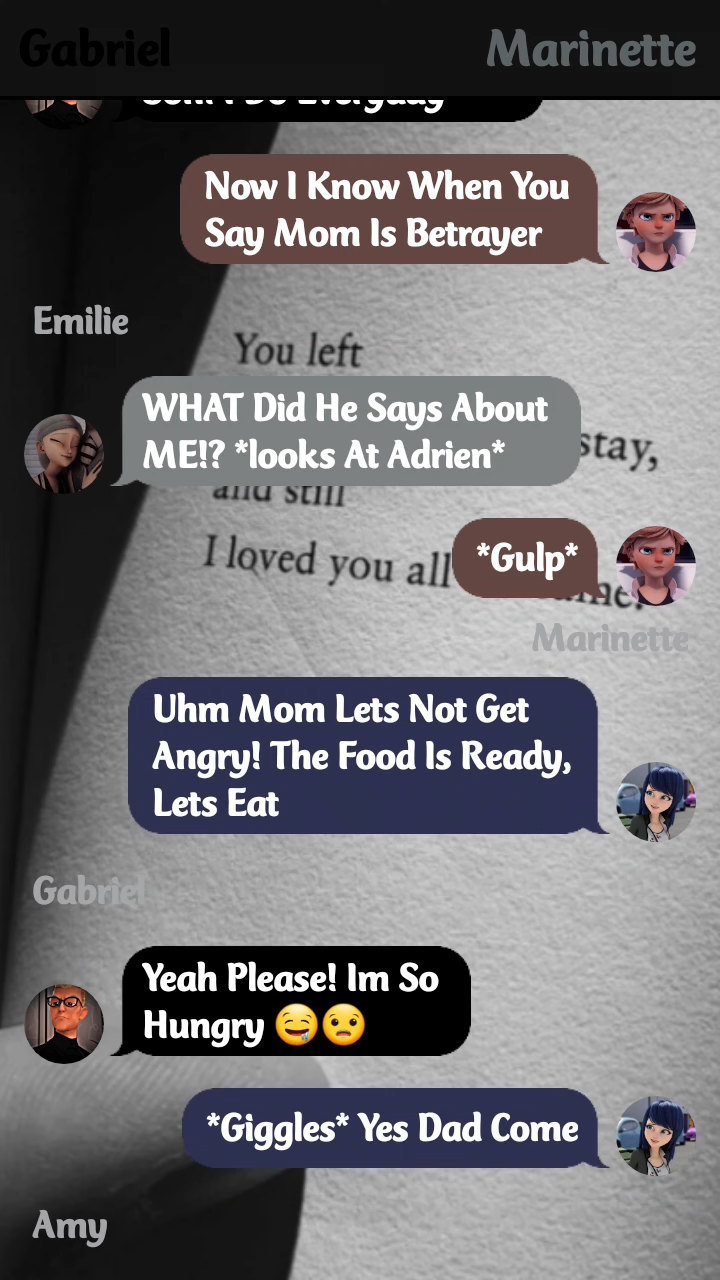 Gabriel
Marinette
Now I Know When You
Say Mom Is Betrayer
Emilie
You left
WHAT Did He Says About
ME!? *looks At Adrien*
stay,
and still
I loved you all
*Gulp*
Marinette
Uhm Mom Lets Not Get
Angry! The Food Is Ready,
Lets Eat
Gabriel
Yeah Please! Im So
Hungry 🤤😟
*Giggles* Yes Dad Come
Amy